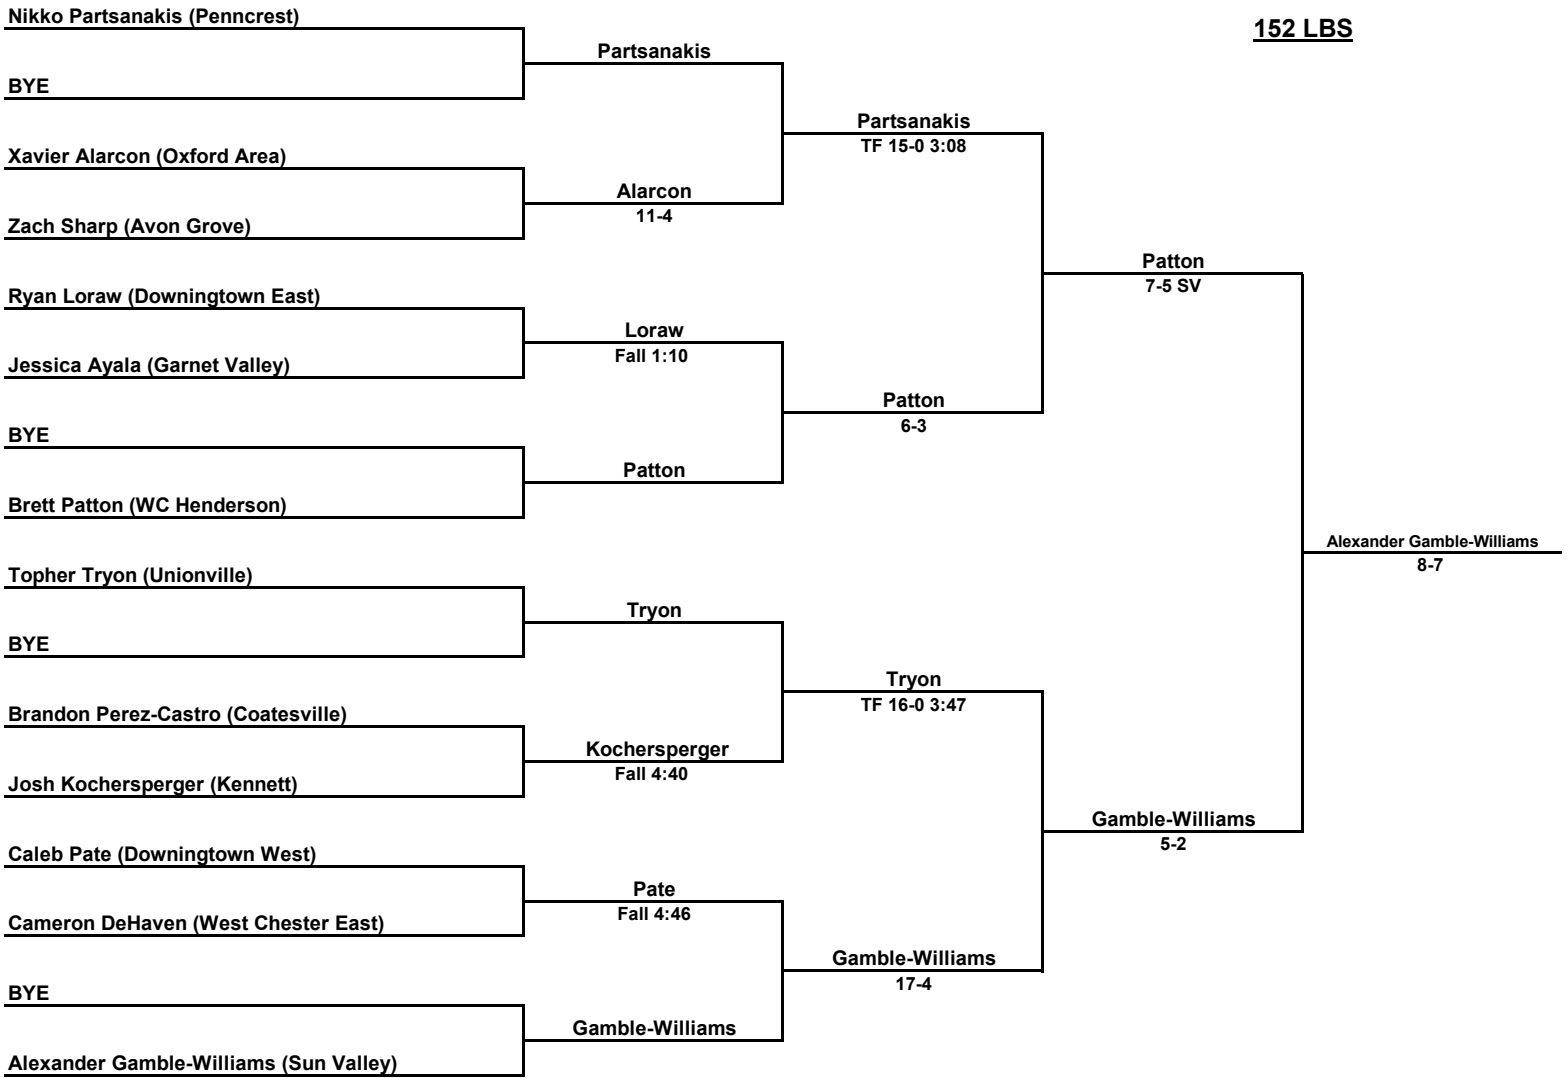 Nikko Partsanakis (Penncrest)
152 LBS
Partsanakis
BYE
Partsanakis
TF 15-0 3:08
Xavier Alarcon (Oxford Area)
Alarcon
11-4
Zach Sharp (Avon Grove)
Patton
7-5 SV
Ryan Loraw (Downingtown East)
Loraw
Fall 1:10
Jessica Ayala (Garnet Valley)
Patton
6-3
BYE
Patton
Brett Patton (WC Henderson)
Alexander Gamble-Williams
8-7
Topher Tryon (Unionville)
Tryon
BYE
Tryon
TF 16-0 3:47
Brandon Perez-Castro (Coatesville)
Kochersperger
Fall 4:40
Josh Kochersperger (Kennett)
Gamble-Williams
5-2
Caleb Pate (Downingtown West)
Pate
Fall 4:46
Cameron DeHaven (West Chester East)
Gamble-Williams
17-4
BYE
Gamble-Williams
Alexander Gamble-Williams (Sun Valley)